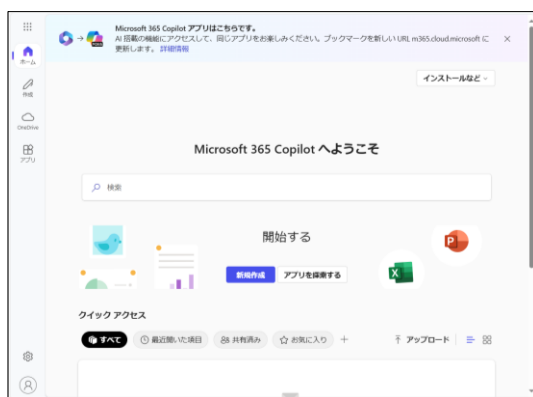 Microsoft 365 Copilot アプリはこちらです。
AI 搭載の機能にアクセスして、同じアプリをお楽しみください。ブックマークを新しい URL m365.cloud.microsoft に
更新します。 詳細情報
ホーム
作成
OneDrive
アプリ
インストールなど
Microsoft 365 Copilot へようこそ
検索
開始する
新規作成
アプリを探索する
クイック アクセス
すべて
最近開いた項目
共有済み
お気に入り
アップロード